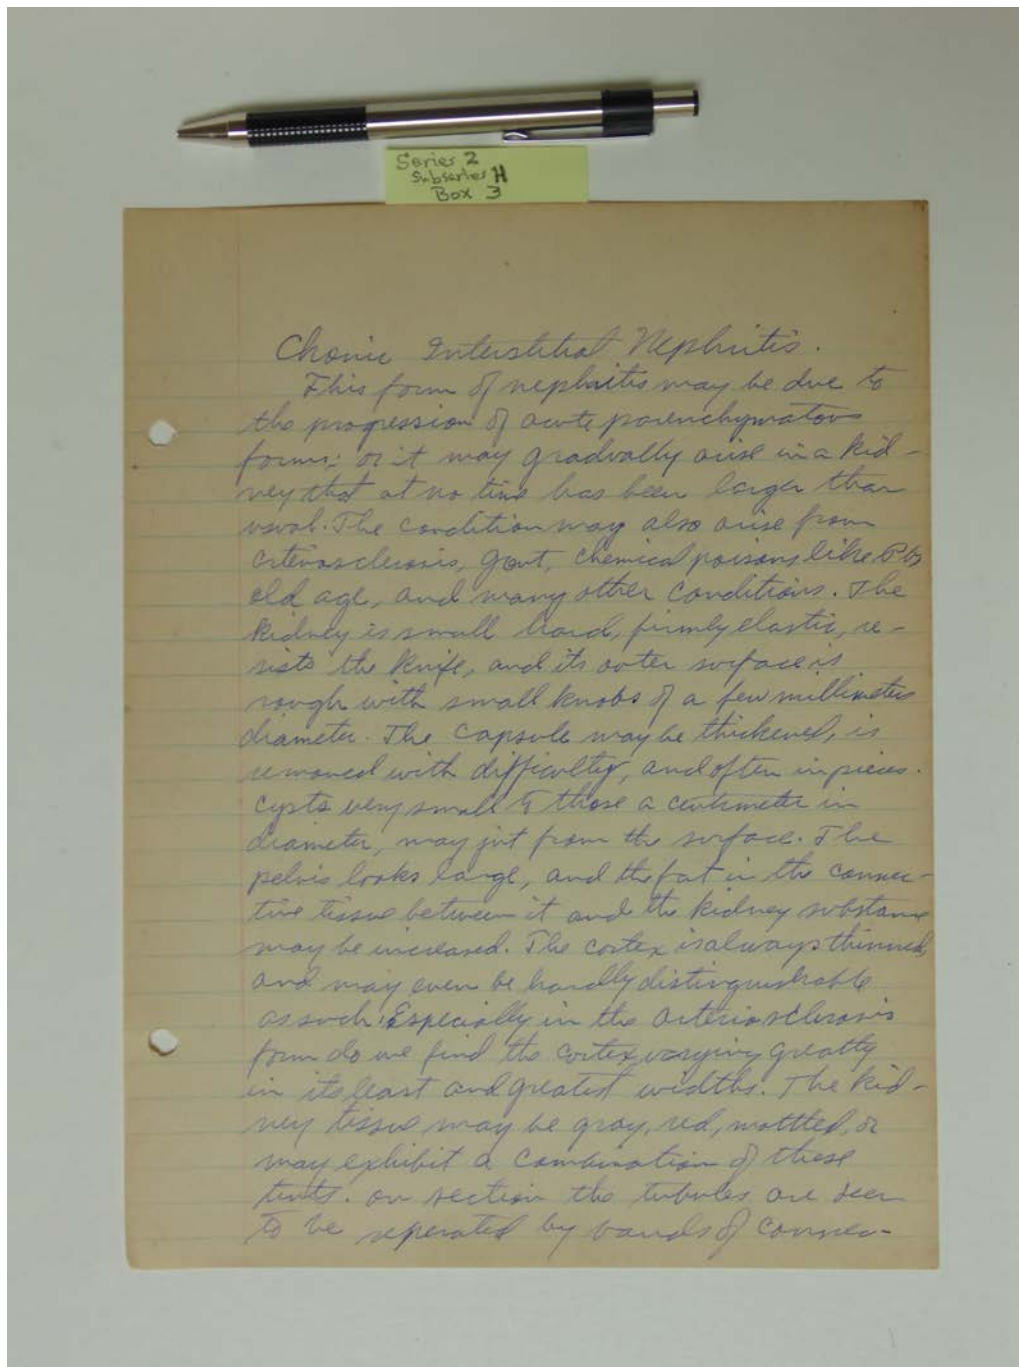 Series 2
Subseries H
Box 3
Chonic Interstitial Nephritis.
This form of nephritis may be due to
the progression of acute parenchymatous
forms; or it may gradually arise in a kid-
ney that at no time has been larger than
usual. The condition may also arise from
arteriosclerosis, gout, chemical poisons like Pb,
old age, and many other conditions. The
kidney is small hard, firmly elastic, re-
sists the knife, and its outer surface is
rough with small knobs of a few millimeters
diameter. The capsule may be thickened, is
removed with difficulty, and often in pieces.
Cysts very small to those a centimeter in
diameter, may jut from the surface. The
pelvis looks large, and the fat in the connec-
tive tissue between it and the kidney substance
may be increased. The cortex is always thinned,
and may even be hardly distinguishable
as such. Especially in the arteriosclerosis
form do we find the cortex varying greatly
in its least and greatest widths. The kid-
ney tissue may be gray, red, mottled, or
may exhibit a combination of these
tints. On section the tubules are seen
to be seperated by bands of connec-